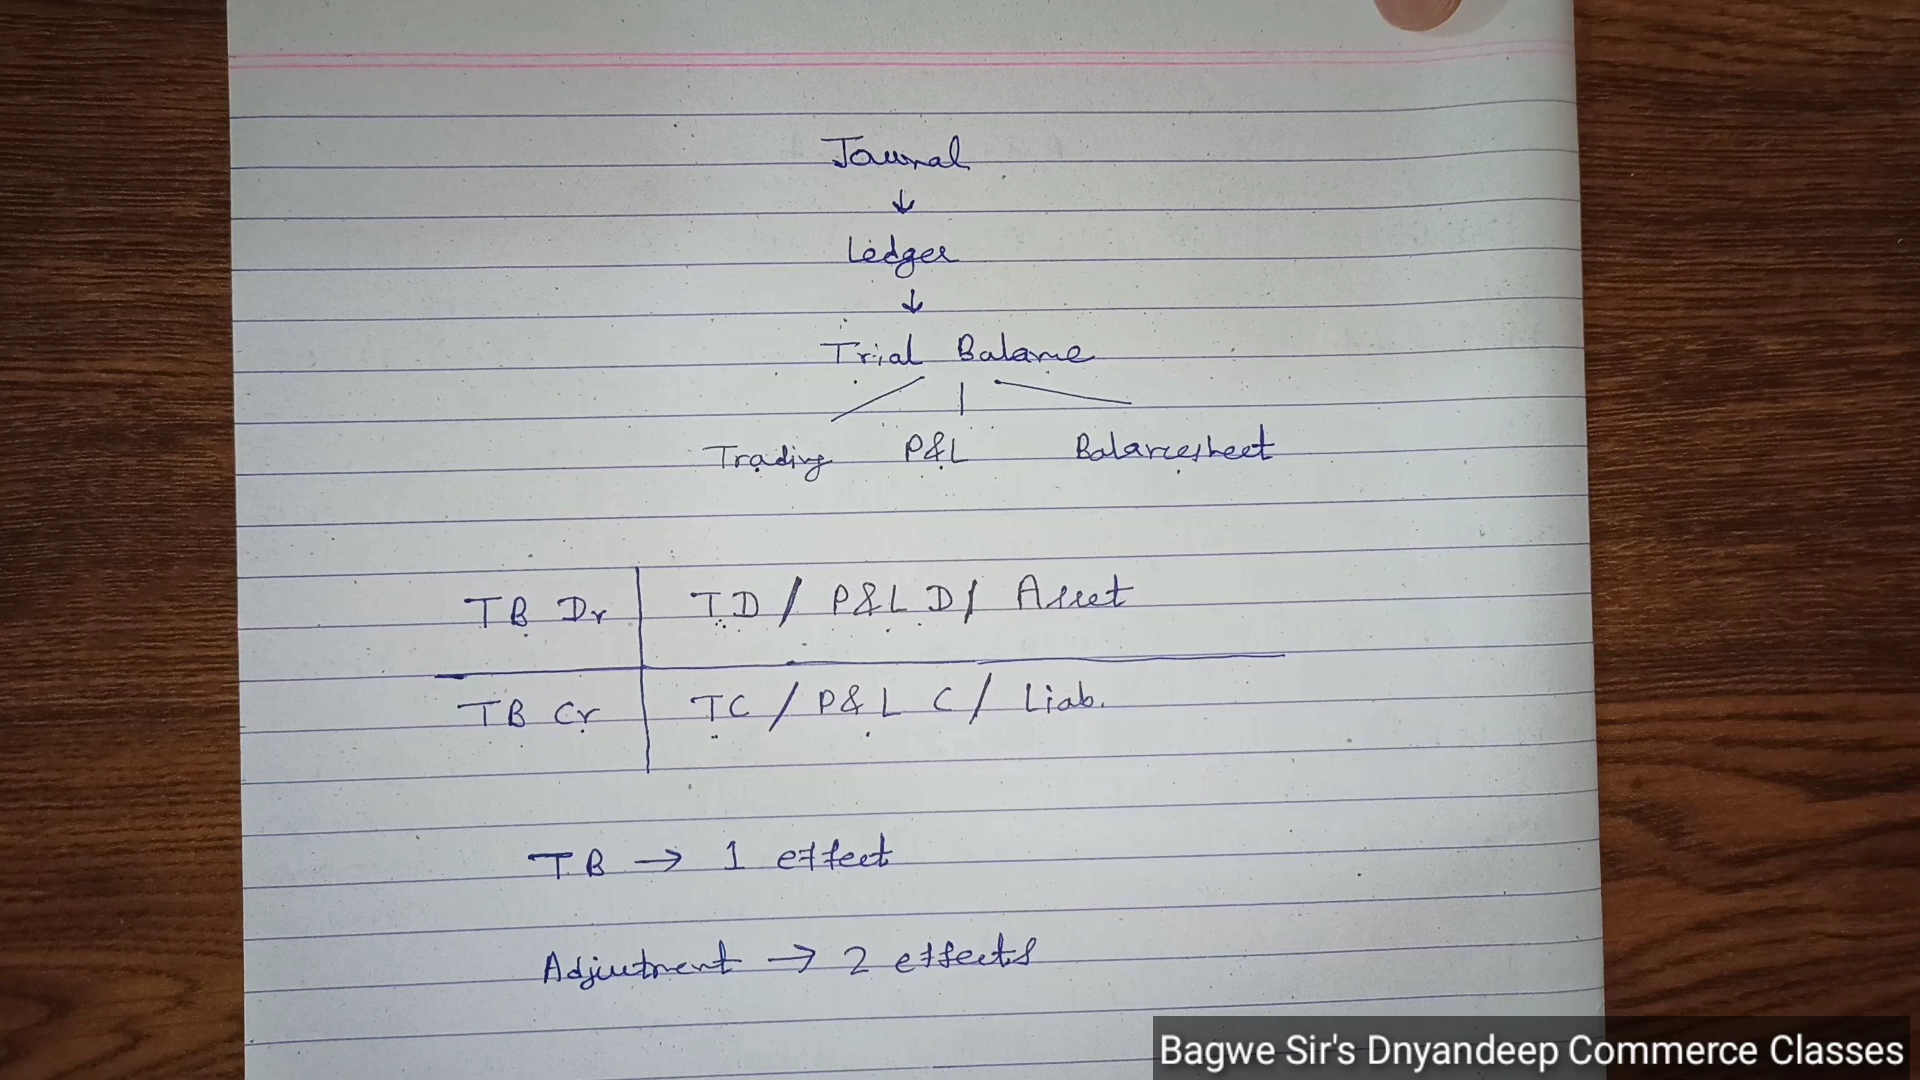 Journal
↓
Ledger
↓
Trial Balance
Trading P&L Balancesheet
TB Dr TD / P&L D/ Asset
TB Cr TC / P&L C/ Liab.
TB → 1 effect
Adjustment → 2 effects
Bagwe Sir's Dnyandeep Commerce Classes